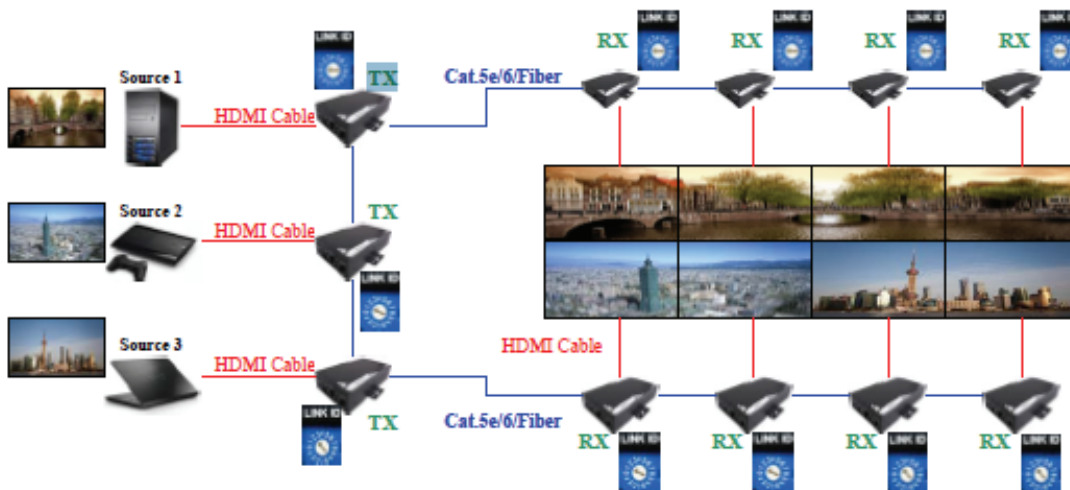 LINK ID
RX
LINK ID
RX
LINK ID
RX
LINK ID
RX
LINK ID
TX
Cat.5e/6/Fiber
Source 1
HDMI Cable
Source 2
TX
HDMI Cable
LINK ID
Source 3
HDMI Cable
HDMI Cable
LINK ID
TX
Cat.5e/6/Fiber
RX
LINK ID
RX
LINK ID
RX
LINK ID
RX
LINK ID